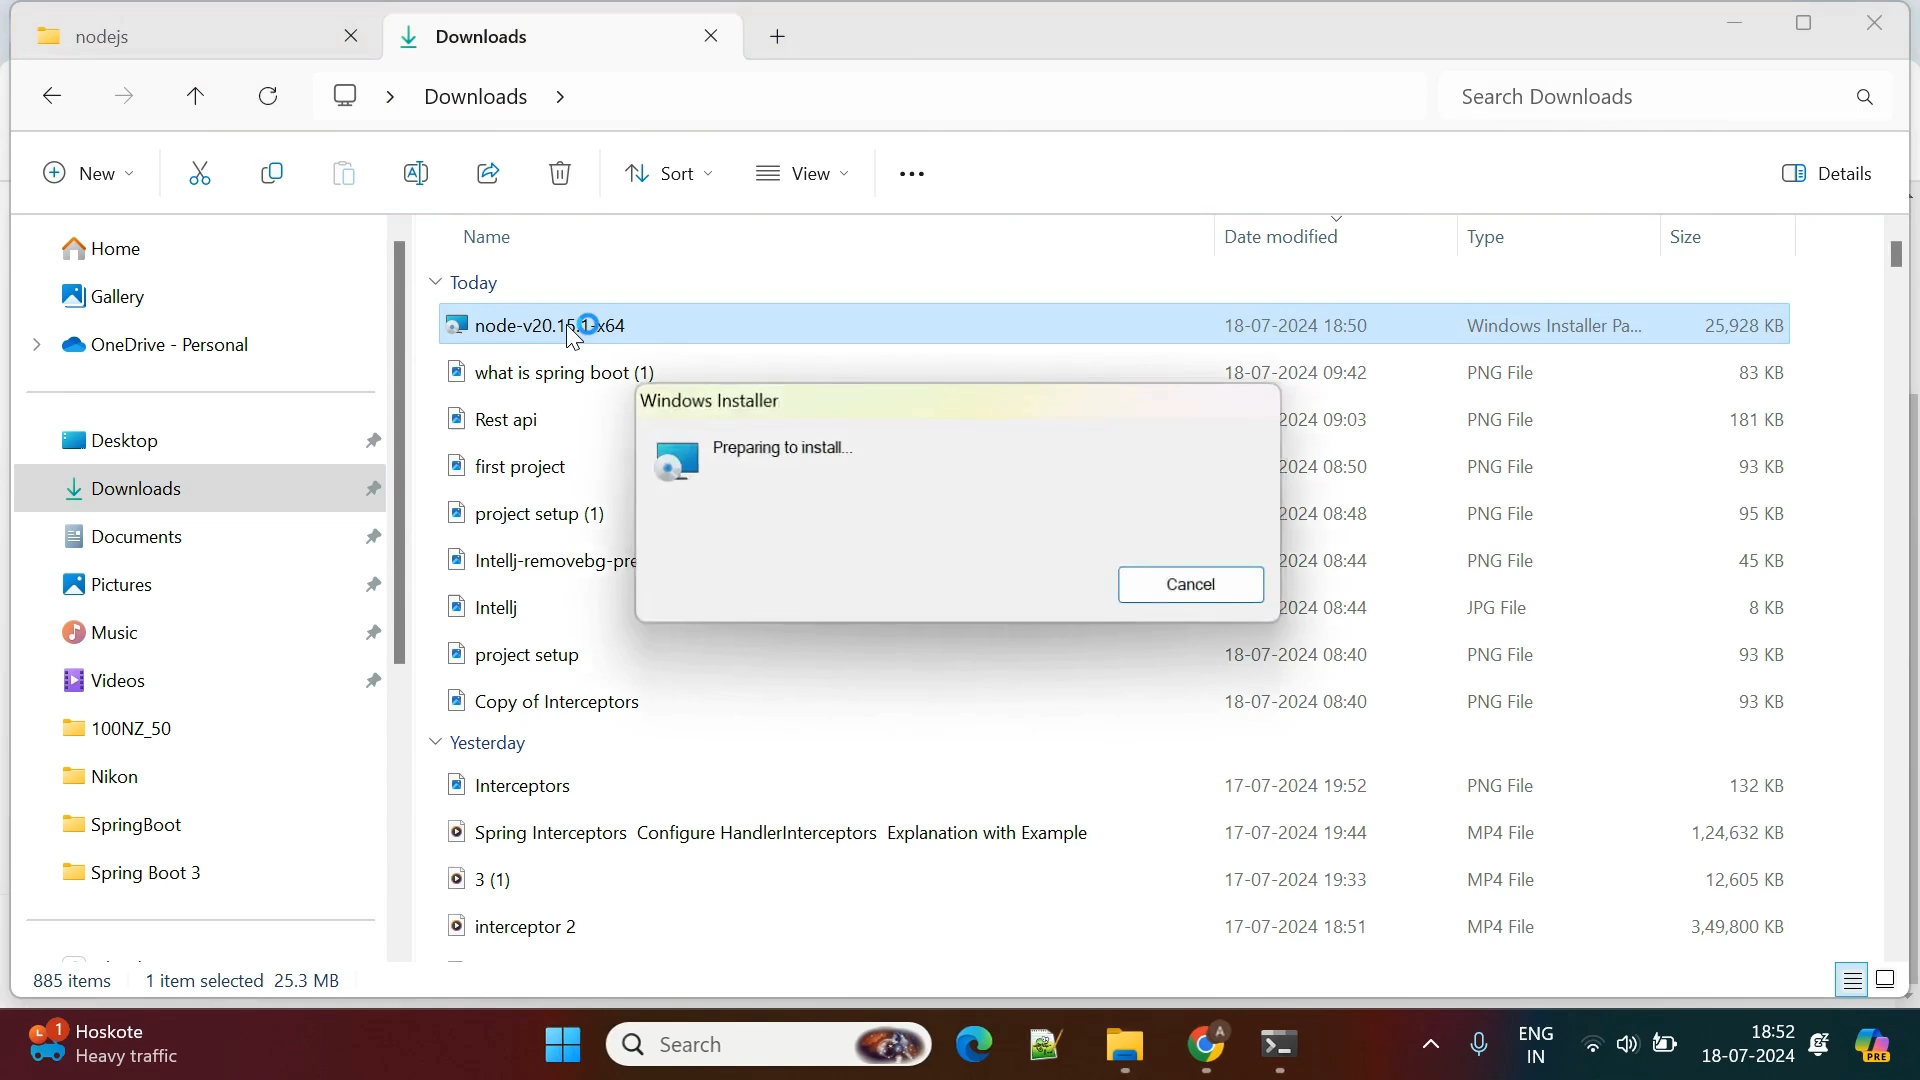 nodejs
Downloads
Downloads
Search Downloads
New
Sort
View
Details
Home
Gallery
OneDrive - Personal
Desktop
Downloads
Documents
Pictures
Music
Videos
100NZ_50
Nikon
SpringBoot
Spring Boot 3
Name Date modified Type Size
Today
node-v20.15.1-x64 18-07-2024 18:50 Windows Installer Pa... 25,928 KB
what is spring boot (1) 18-07-2024 09:42 PNG File 83 KB
Rest api 2024 09:03 PNG File 181 KB
first project 2024 08:50 PNG File 93 KB
project setup (1) 2024 08:48 PNG File 95 KB
Intellj-removebg-pre 2024 08:44 PNG File 45 KB
Intellj 2024 08:44 JPG File 8 KB
project setup 18-07-2024 08:40 PNG File 93 KB
Copy of Interceptors 18-07-2024 08:40 PNG File 93 KB
Yesterday
Interceptors 17-07-2024 19:52 PNG File 132 KB
Spring Interceptors Configure HandlerInterceptors Explanation with Example 17-07-2024 19:44 MP4 File 1,24,632 KB
3 (1) 17-07-2024 19:33 MP4 File 12,605 KB
interceptor 2 17-07-2024 18:51 MP4 File 3,49,800 KB
Windows Installer
Preparing to install...
Cancel
885 items 1 item selected 25.3 MB
1
Hoskote
Heavy traffic
Search
A
ENG
IN
18:52
18-07-2024
PRE